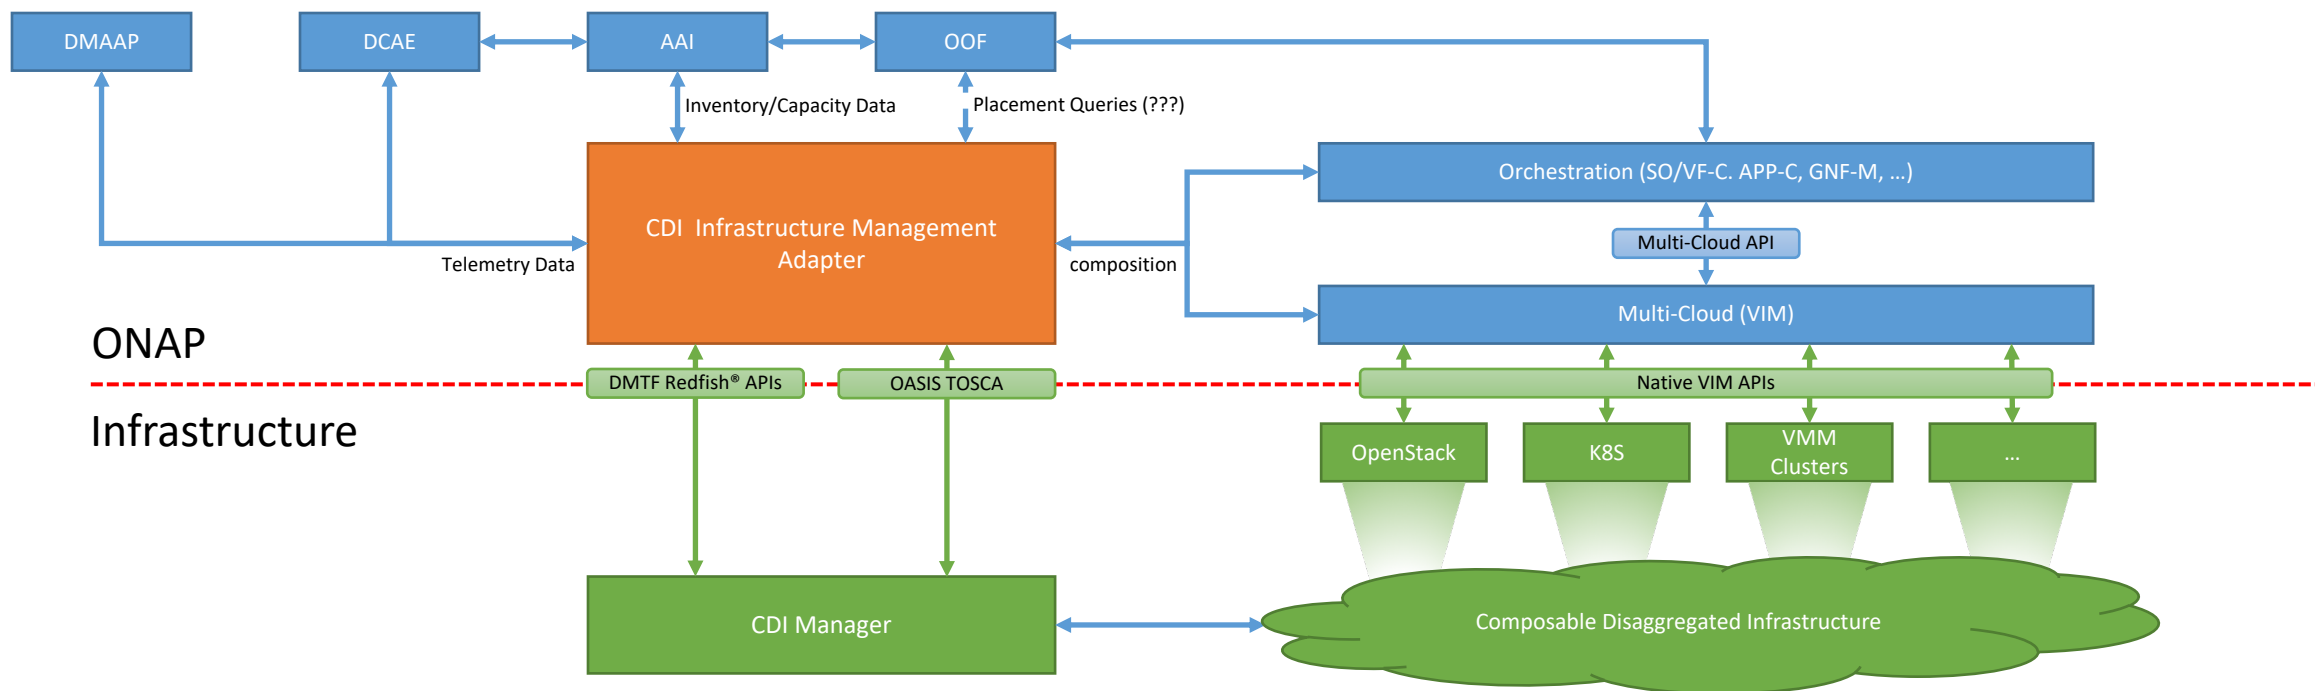 DMAAP
DCAE
AAI
OOF
Inventory/Capacity Data
Placement Queries (???)
CDI Infrastructure Management
Adapter
Orchestration (SO/VF-C. APP-C, GNF-M, ...)
Multi-Cloud API
Telemetry Data
composition
Multi-Cloud (VIM)
ONAP
DMTF Redfish® APIs
OASIS TOSCA
Native VIM APIs
Infrastructure
OpenStack
K8S
VMM
Clusters
...
CDI Manager
Composable Disaggregated Infrastructure